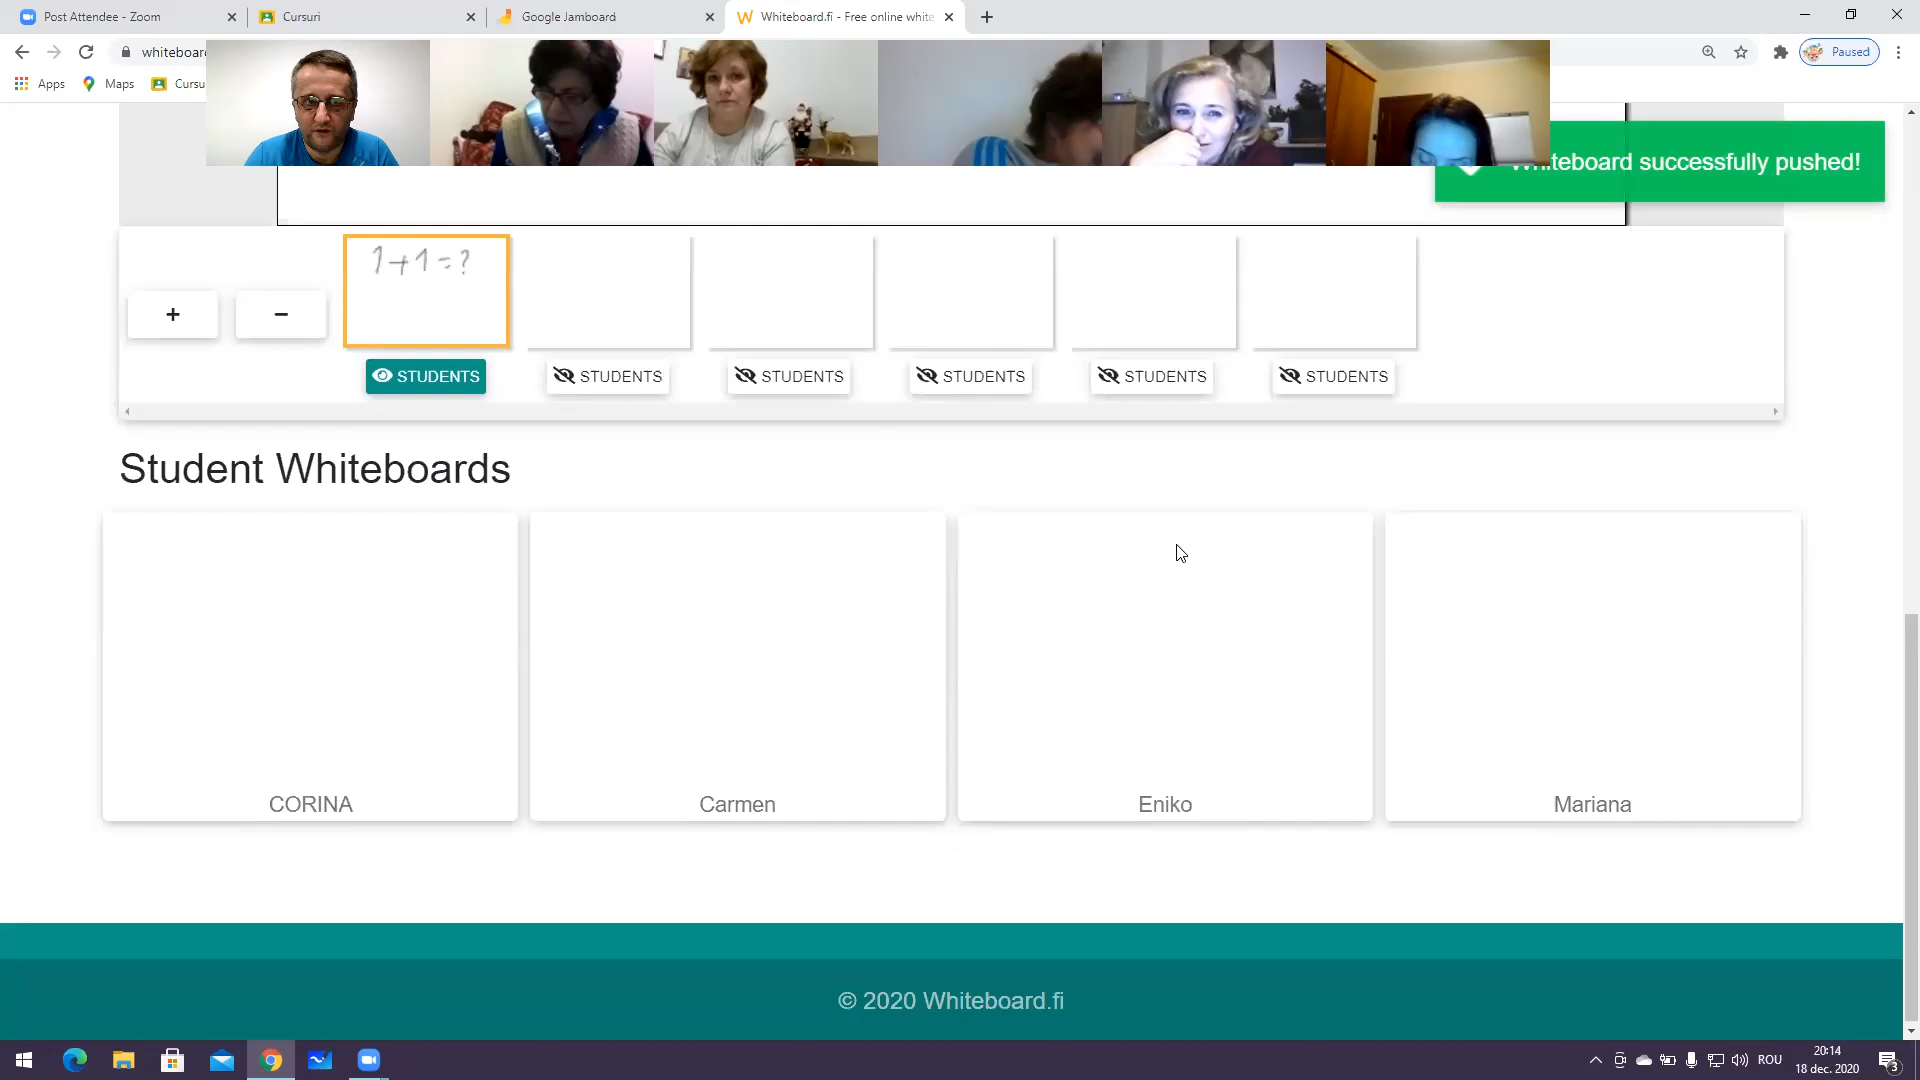 Post Attendee - Zoom
Cursuri
Google Jamboard
Whiteboard.fi - Free online white
whiteboar
Paused
Apps
Maps
Cursu
Whiteboard successfully pushed!
1+1=?
+
−
STUDENTS
STUDENTS
STUDENTS
STUDENTS
STUDENTS
STUDENTS
Student Whiteboards
CORINA
Carmen
Eniko
Mariana
© 2020 Whiteboard.fi
ROU
20:14
18 dec. 2020
3